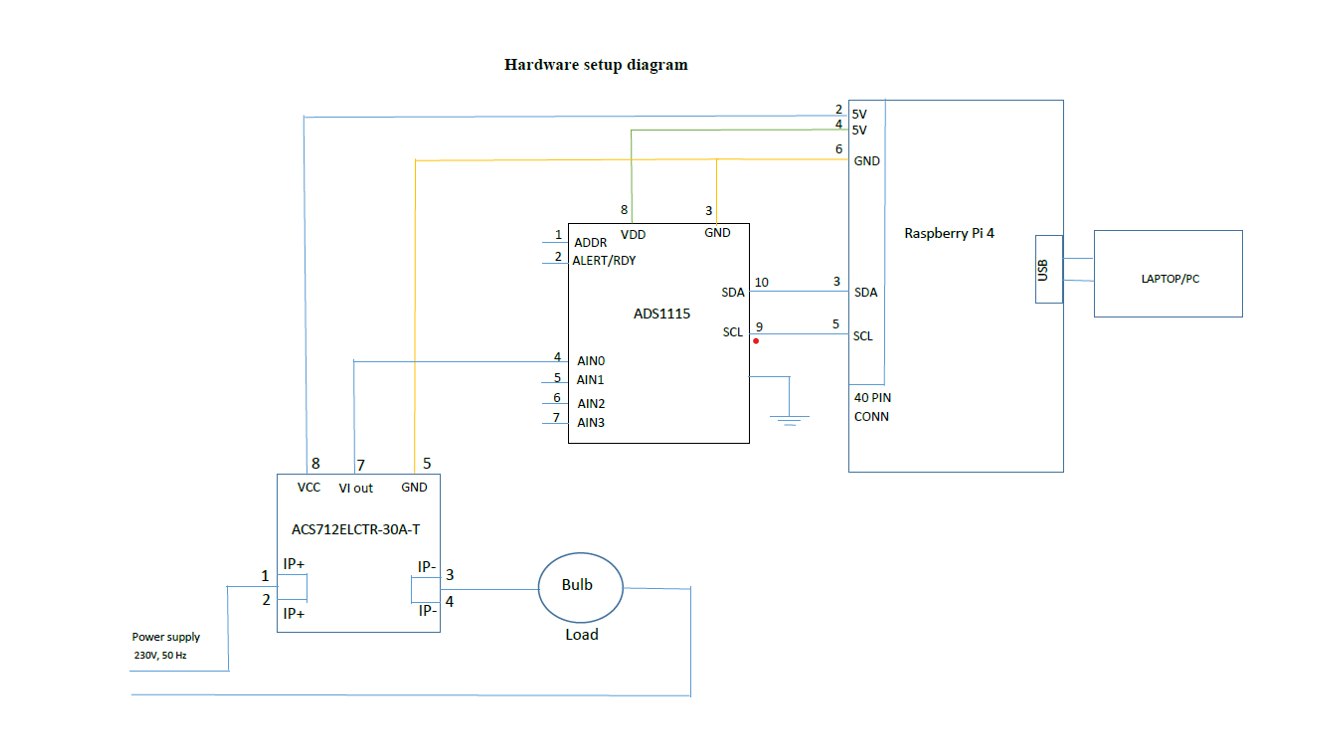 Hardware setup diagram
2
5V
4
5V
6
GND
8
3
VDD
GND
1
ADDR
2
ALERT/RDY
Raspberry Pi 4
USB
LAPTOP/PC
SDA
10
3
SDA
ADS1115
SCL
9
5
SCL
4
AIN0
5
AIN1
6
AIN2
7
AIN3
40 PIN
CONN
8
7
5
VCC
VI out
GND
ACS712ELCTR-30A-T
IP+
1
2
IP+
IP-
3
4
IP-
Bulb
Load
Power supply
230V, 50 Hz